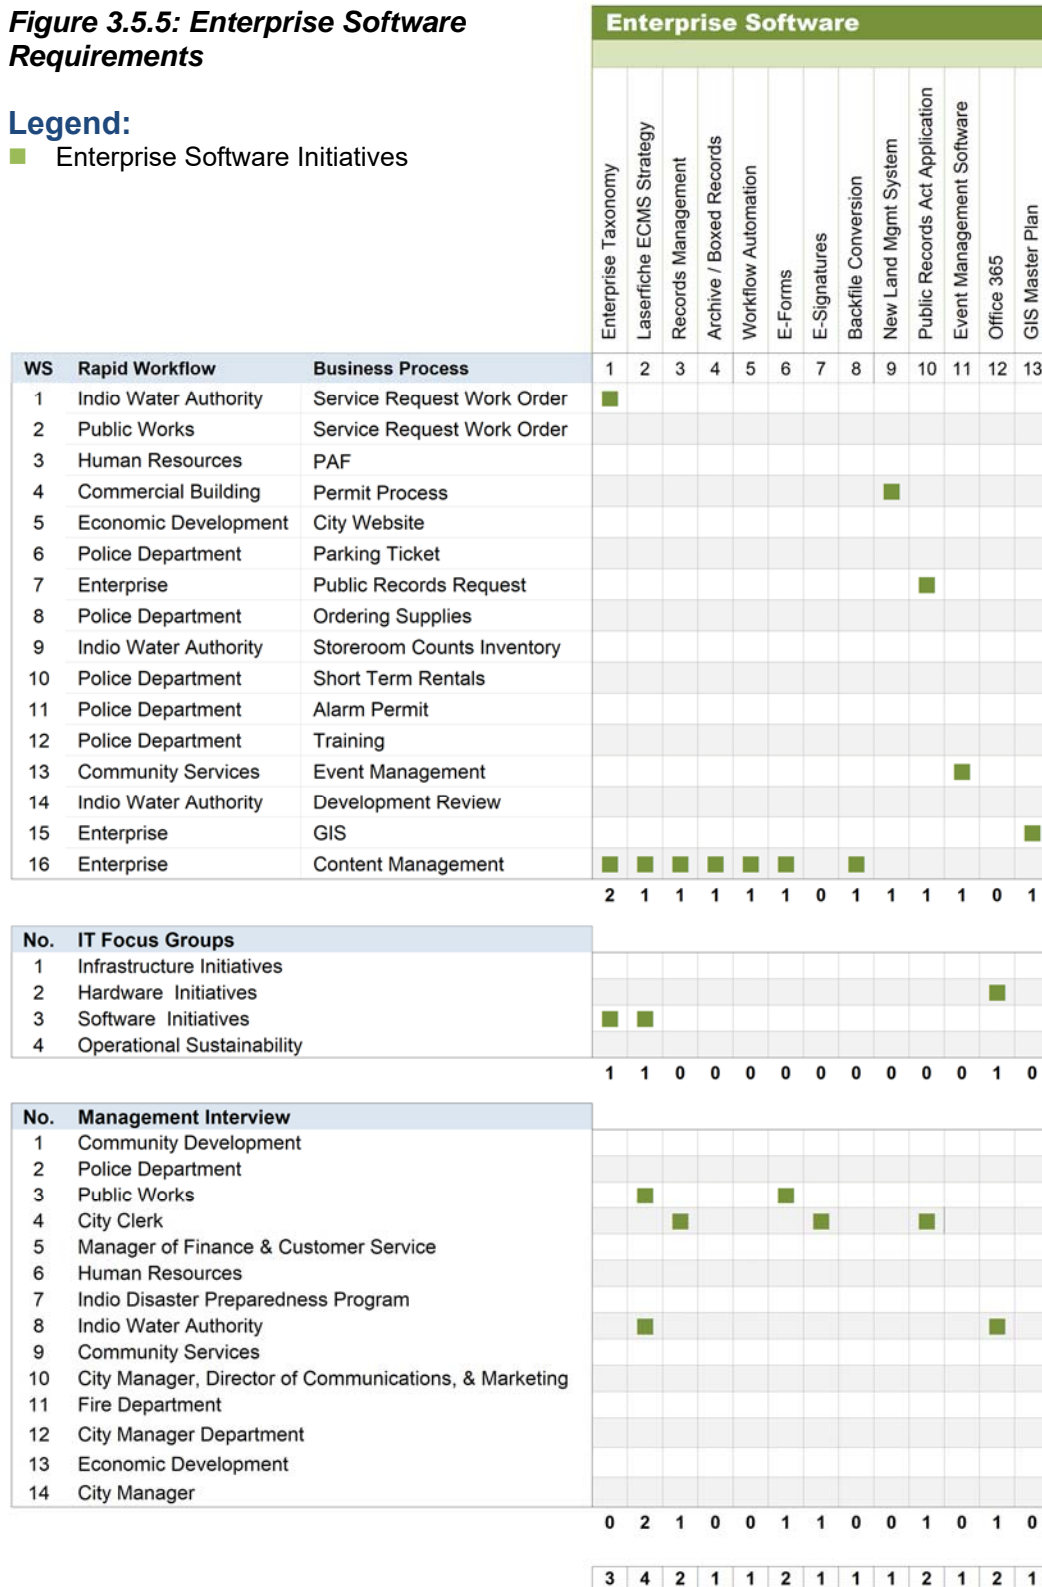 Figure 3.5.5: Enterprise Software
Requirements
Legend:
Enterprise Software Initiatives
Enterprise Software
Enterprise Taxonomy
Laserfiche ECMS Strategy
Records Management
Archive / Boxed Records
Workflow Automation
E-Forms
E-Signatures
Backfile Conversion
New Land Mgmt System
Public Records Act Application
Event Management Software
Office 365
GIS Master Plan
WS Rapid Workflow Business Process 1 2 3 4 5 6 7 8 9 10 11 12 13
1 Indio Water Authority Service Request Work Order
2 Public Works Service Request Work Order
3 Human Resources PAF
4 Commercial Building Permit Process
5 Economic Development City Website
6 Police Department Parking Ticket
7 Enterprise Public Records Request
8 Police Department Ordering Supplies
9 Indio Water Authority Storeroom Counts Inventory
10 Police Department Short Term Rentals
11 Police Department Alarm Permit
12 Police Department Training
13 Community Services Event Management
14 Indio Water Authority Development Review
15 Enterprise GIS
16 Enterprise Content Management
2 1 1 1 1 1 0 1 1 1 1 0 1
No. IT Focus Groups
1 Infrastructure Initiatives
2 Hardware Initiatives
3 Software Initiatives
4 Operational Sustainability
1 1 0 0 0 0 0 0 0 0 0 1 0
No. Management Interview
1 Community Development
2 Police Department
3 Public Works
4 City Clerk
5 Manager of Finance & Customer Service
6 Human Resources
7 Indio Disaster Preparedness Program
8 Indio Water Authority
9 Community Services
10 City Manager, Director of Communications, & Marketing
11 Fire Department
12 City Manager Department
13 Economic Development
14 City Manager
0 2 1 0 0 1 1 0 0 1 0 1 0
3 4 2 1 1 2 1 1 1 2 1 2 1